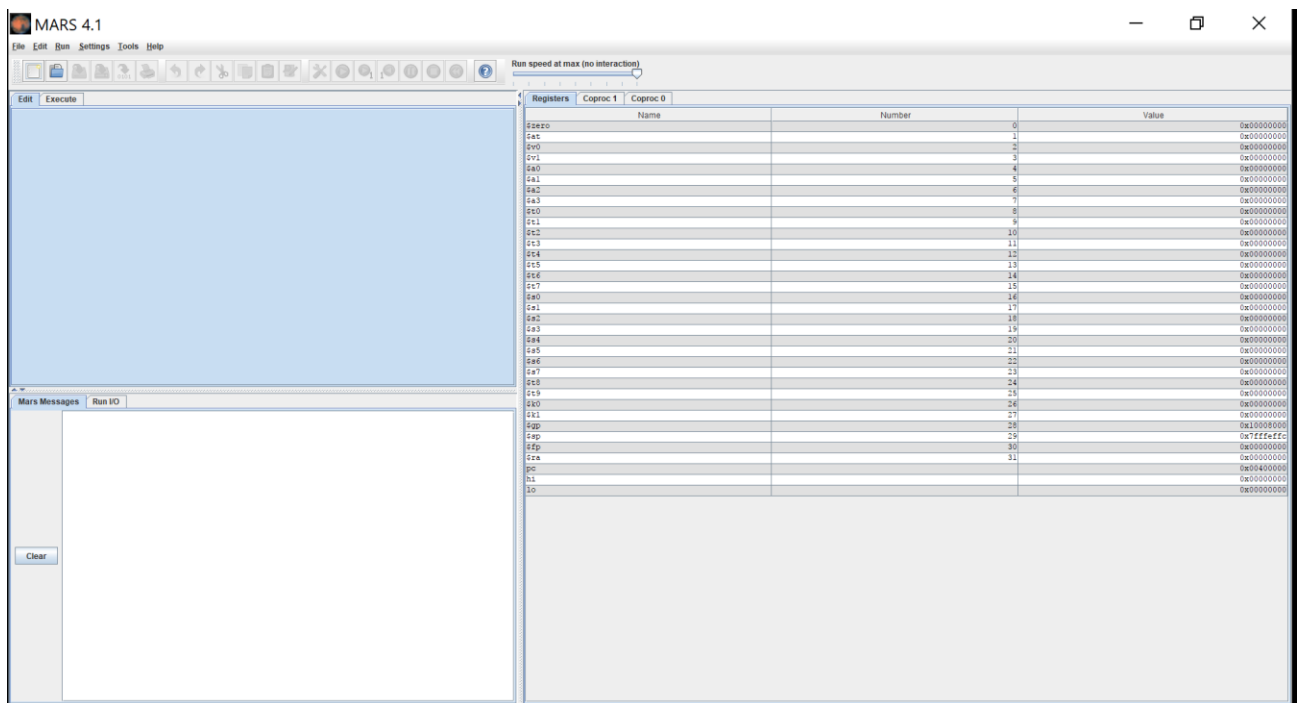 MARS 4.1
File Edit Run Settings Tools Help
Run speed at max (no interaction)
Edit Execute
Registers Coproc 1 Coproc 0
Name Number Value
$zero 0 0x00000000
$at 1 0x00000000
$v0 2 0x00000000
$v1 3 0x00000000
$a0 4 0x00000000
$a1 5 0x00000000
$a2 6 0x00000000
$a3 7 0x00000000
$t0 8 0x00000000
$t1 9 0x00000000
$t2 10 0x00000000
$t3 11 0x00000000
$t4 12 0x00000000
$t5 13 0x00000000
$t6 14 0x00000000
$t7 15 0x00000000
$s0 16 0x00000000
$s1 17 0x00000000
$s2 18 0x00000000
$s3 19 0x00000000
$s4 20 0x00000000
$s5 21 0x00000000
$s6 22 0x00000000
$s7 23 0x00000000
$t8 24 0x00000000
$t9 25 0x00000000
$k0 26 0x00000000
$k1 27 0x00000000
$gp 28 0x10008000
$sp 29 0x7fffeffc
$fp 30 0x00000000
$ra 31 0x00000000
pc 0x00400000
hi 0x00000000
lo 0x00000000
Mars Messages Run I/O
Clear